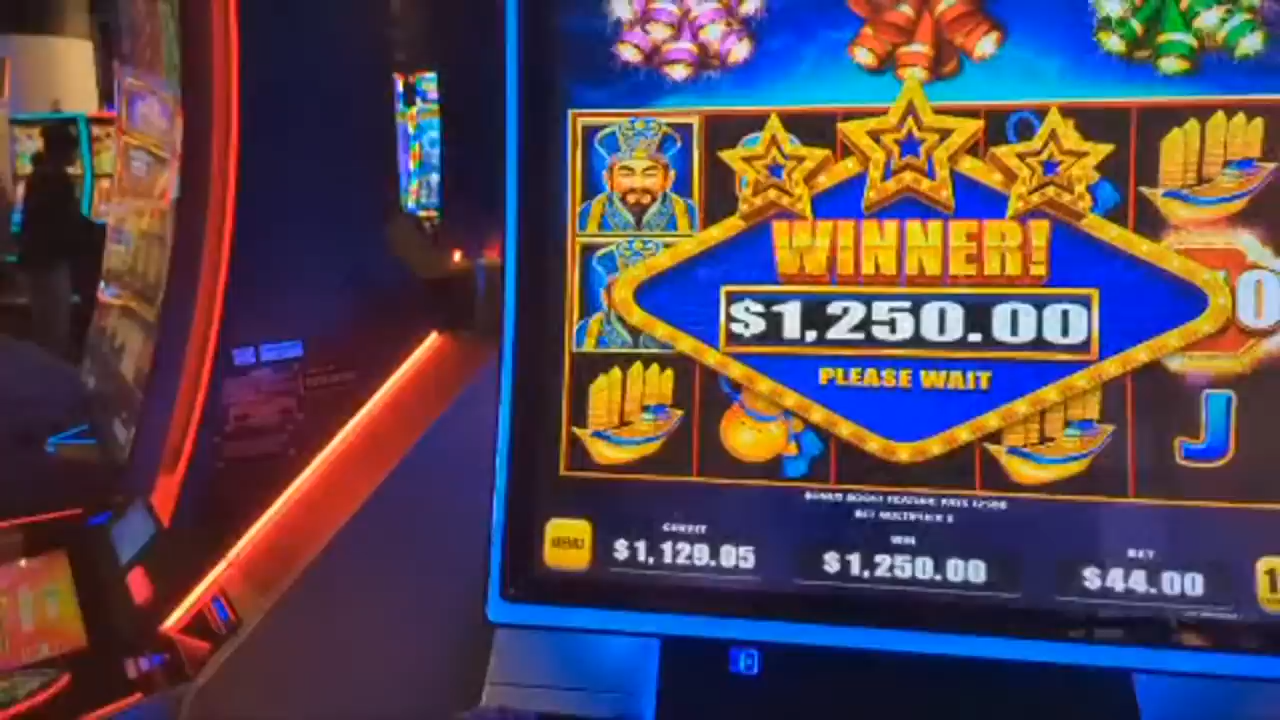 WINNER!
$1,250.00
PLEASE WAIT
J
MENU
CREDIT
$1,129.05
WIN
$1,250.00
BET
$44.00